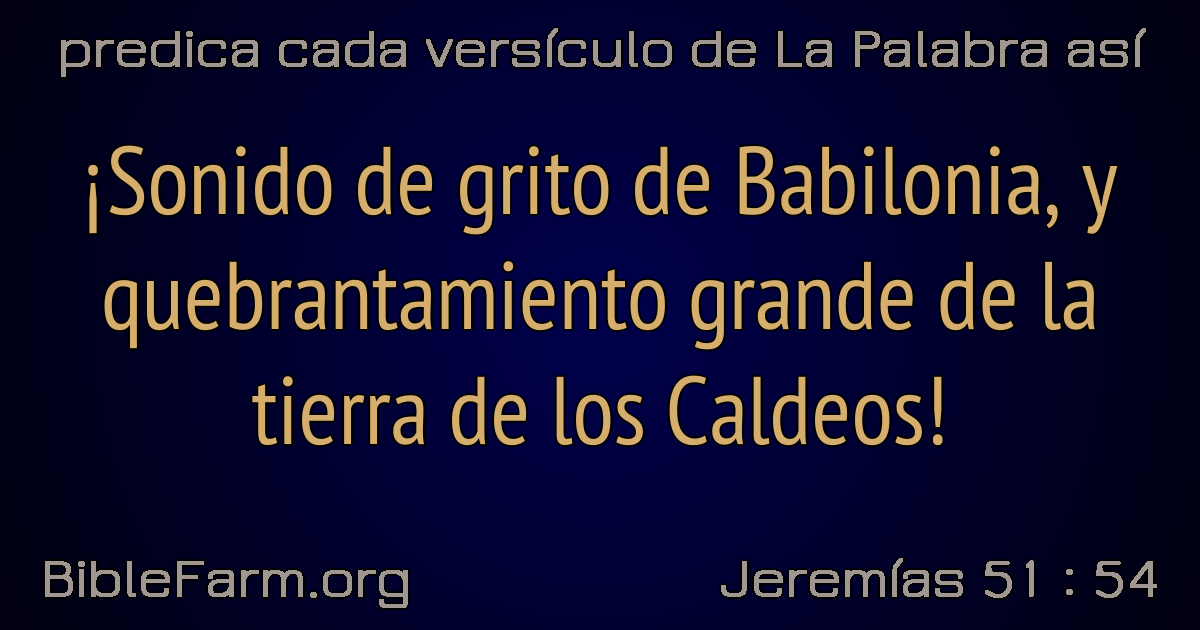 predica cada versículo de La Palabra así
¡Sonido de grito de Babilonia, y
quebrantamiento grande de la
tierra de los Caldeos!
BibleFarm.org
Jeremías 51 : 54